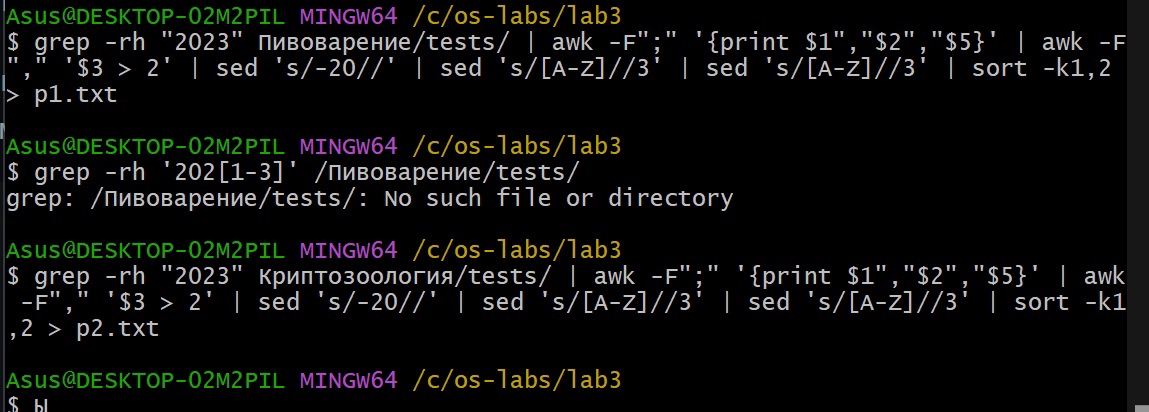 Asus@DESKTOP-02M2PIL MINGW64 /c/os-labs/lab3
$ grep -rh "2023" Пивоварение/tests/ | awk -F";" '{print $1","$2","$5}' | awk -F
"," '$3 > 2' | sed 's/-20//' | sed 's/[A-Z]//3' | sed 's/[A-Z]//3' | sort -k1,2
> p1.txt
Asus@DESKTOP-02M2PIL MINGW64 /c/os-labs/lab3
$ grep -rh '202[1-3]' /Пивоварение/tests/
grep: /Пивоварение/tests/: No such file or directory
Asus@DESKTOP-02M2PIL MINGW64 /c/os-labs/lab3
$ grep -rh "2023" Криптозоология/tests/ | awk -F";" '{print $1","$2","$5}' | awk
-F"," '$3 > 2' | sed 's/-20//' | sed 's/[A-Z]//3' | sed 's/[A-Z]//3' | sort -k1
,2 > p2.txt
Asus@DESKTOP-02M2PIL MINGW64 /c/os-labs/lab3
$ ы